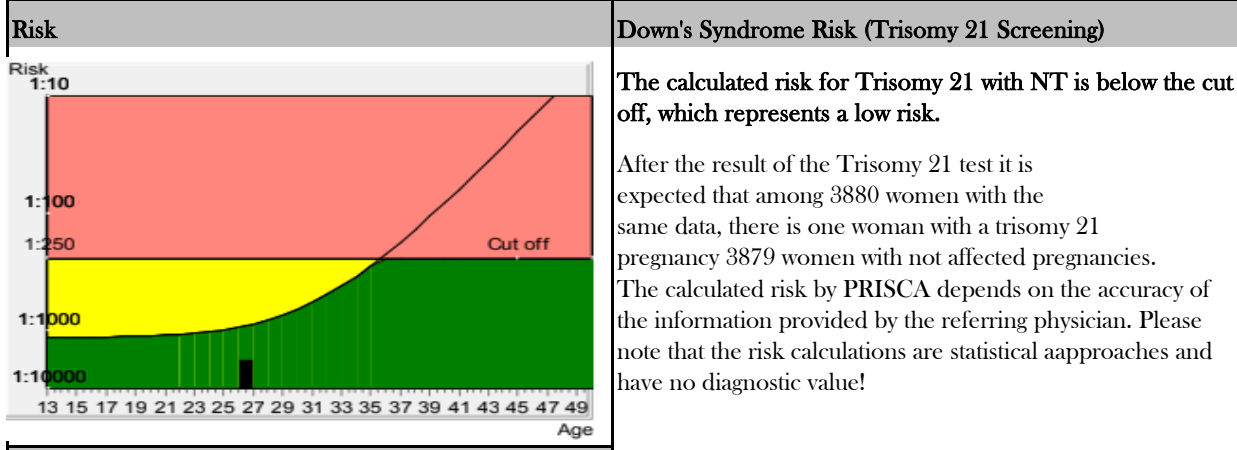 Risk
Down's Syndrome Risk (Trisomy 21 Screening)
Risk
1:10
1:100
1:250
Cut off
1:1000
1:10000
13 15 17 19 21 23 25 27 29 31 33 35 37 39 41 43 45 47 49
Age
The calculated risk for Trisomy 21 with NT is below the cut
off, which represents a low risk.
After the result of the Trisomy 21 test it is
expected that among 3880 women with the
same data, there is one woman with a trisomy 21
pregnancy 3879 women with not affected pregnancies.
The calculated risk by PRISCA depends on the accuracy of
the information provided by the referring physician. Please
note that the risk calculations are statistical aapproaches and
have no diagnostic value!